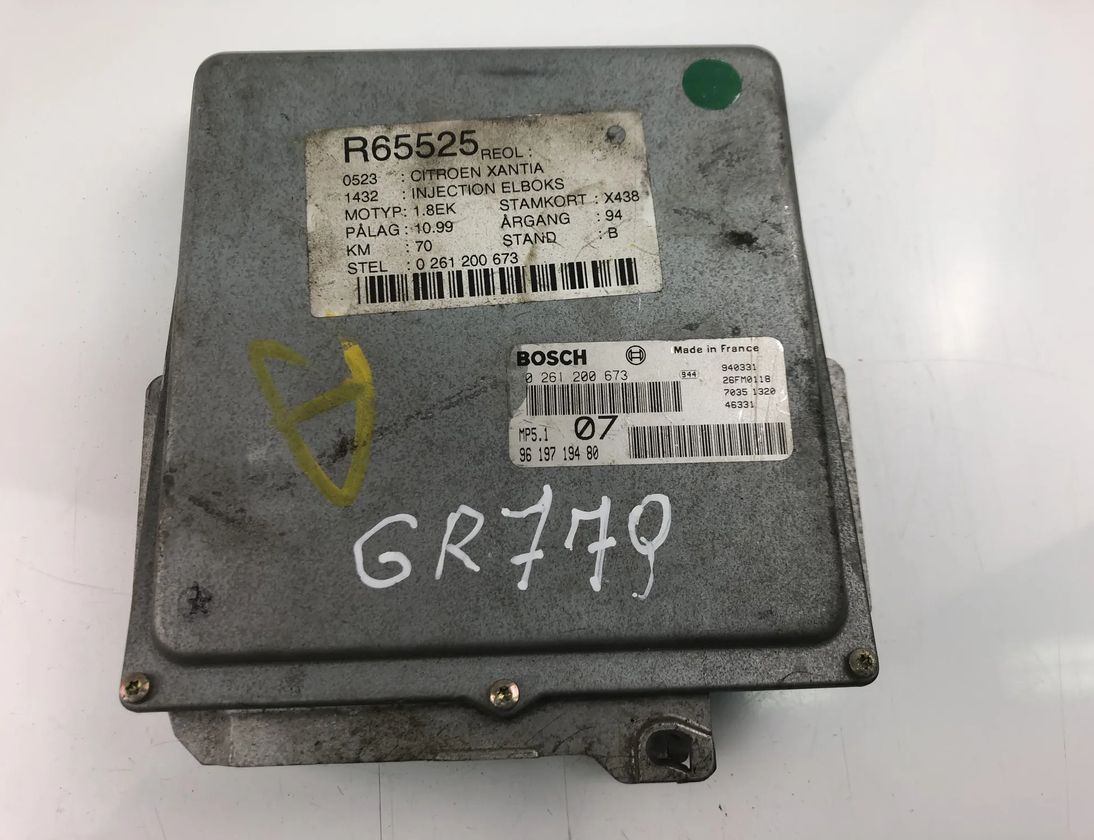 R65525 REOL :
0523 : CITROEN XANTIA
1432 : INJECTION ELBOKS
MOTYP : 1.8EK STAMKORT : X438
PÅLAG : 10.99 ÅRGANG : 94
KM : 70 STAND : B
STEL : 0 261 200 673
BOSCH Made in France
0 261 200 673 944 940331
26FM0118
7035 1320
46331
MP5.1 07
96 197 194 80
GR779